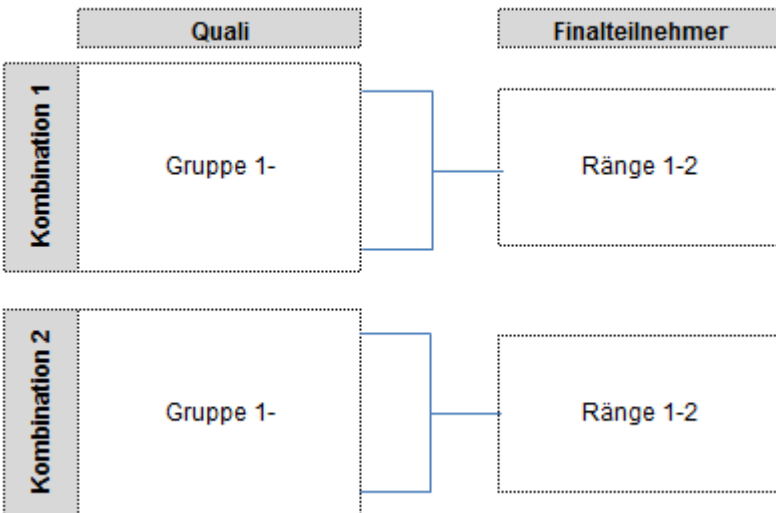 Quali
Finalteilnehmer
Kombination 1
Gruppe 1-
Ränge 1-2
Kombination 2
Gruppe 1-
Ränge 1-2